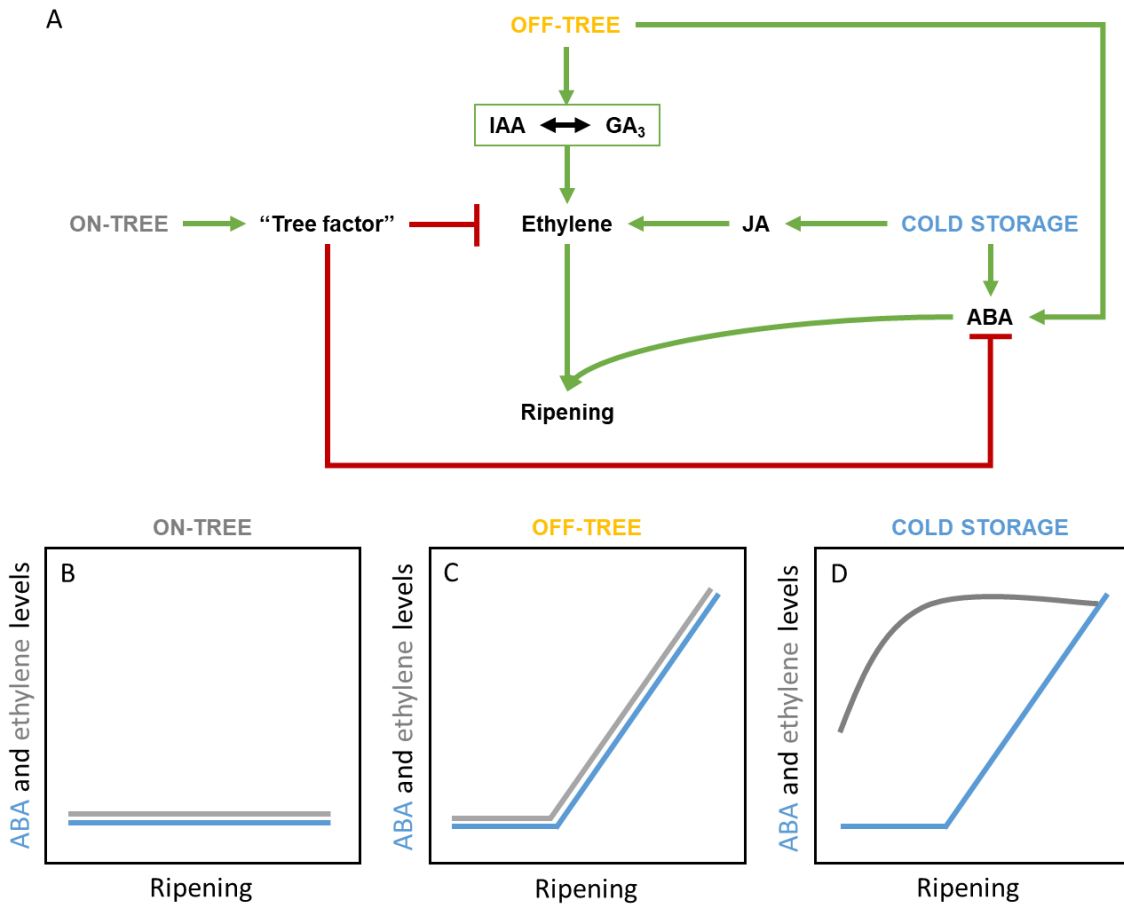 A
OFF-TREE
IAA GA₃
ON-TREE "Tree factor" Ethylene JA COLD STORAGE
ABA
Ripening
ON-TREE OFF-TREE COLD STORAGE
B
ABA and ethylene levels
Ripening
C
ABA and ethylene levels
Ripening
D
ABA and ethylene levels
Ripening